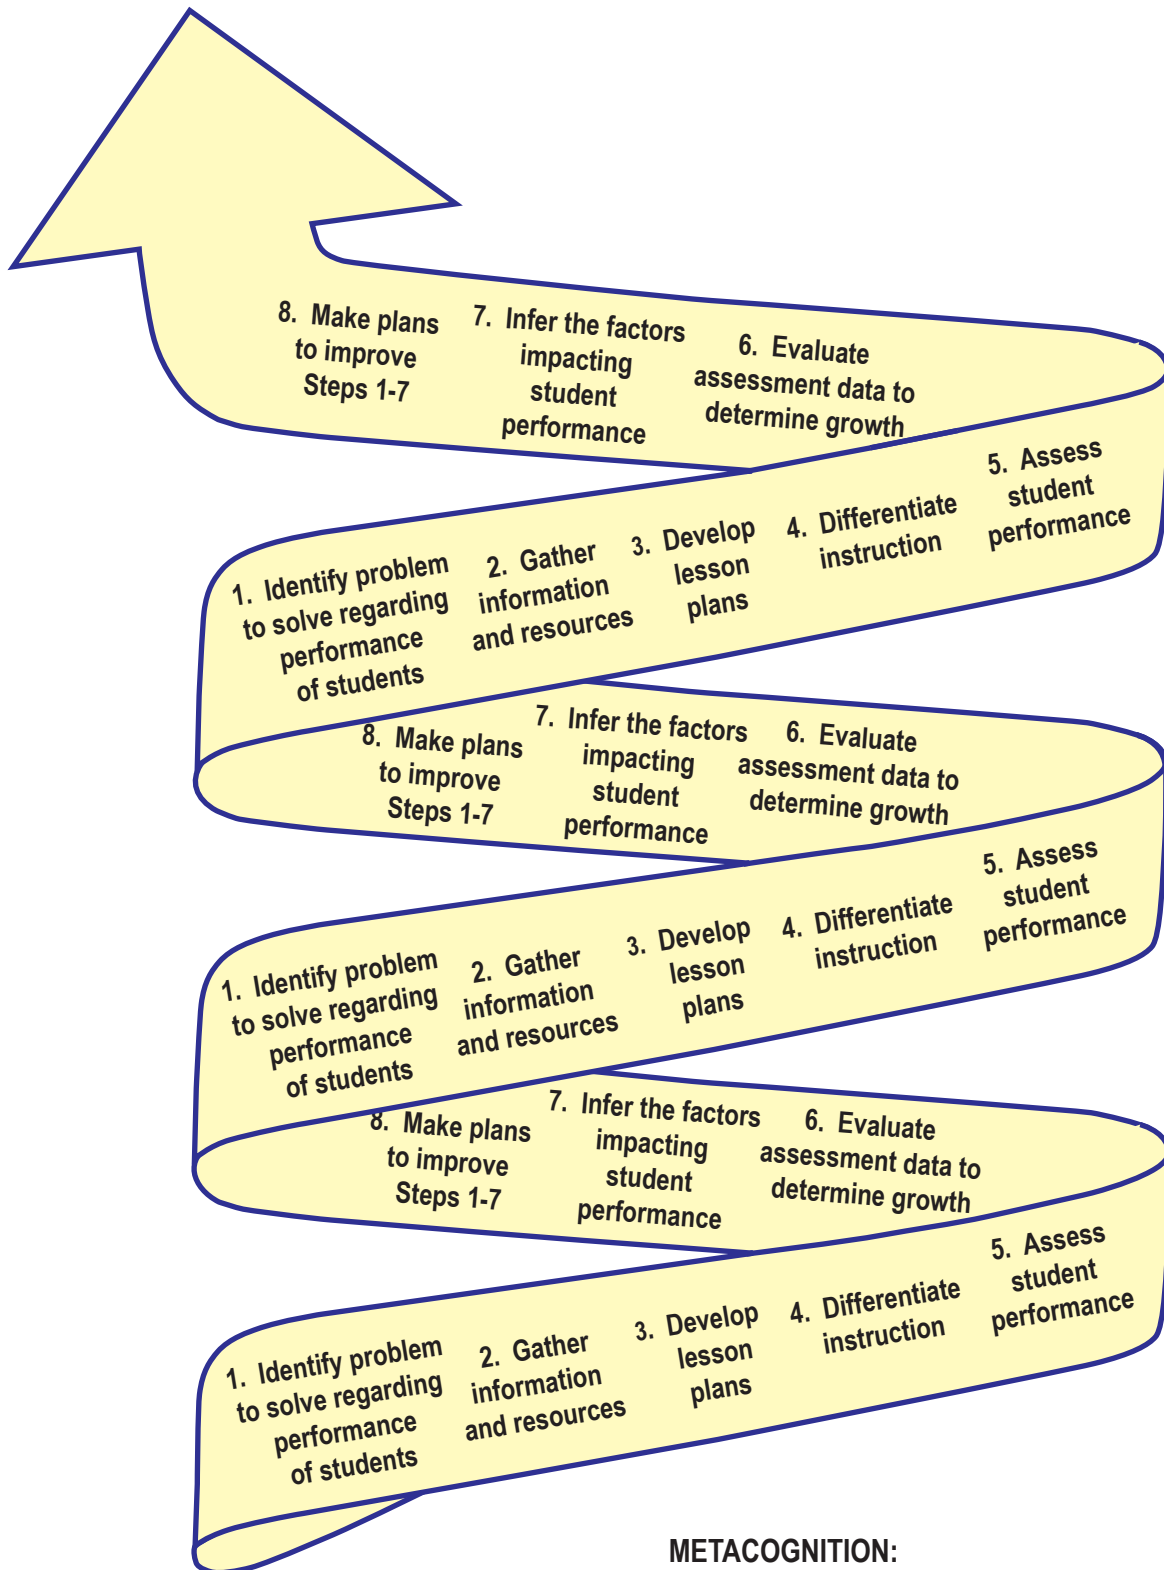 8. Make plans
to improve
Steps 1-7
7. Infer the factors
impacting
student
performance
6. Evaluate
assessment data to
determine growth
1. Identify problem
to solve regarding
performance
of students
2. Gather
information
and resources
3. Develop
lesson
plans
4. Differentiate
instruction
5. Assess
student
performance
8. Make plans
to improve
Steps 1-7
7. Infer the factors
impacting
student
performance
6. Evaluate
assessment data to
determine growth
1. Identify problem
to solve regarding
performance
of students
2. Gather
information
and resources
3. Develop
lesson
plans
4. Differentiate
instruction
5. Assess
student
performance
8. Make plans
to improve
Steps 1-7
7. Infer the factors
impacting
student
performance
6. Evaluate
assessment data to
determine growth
1. Identify problem
to solve regarding
performance
of students
2. Gather
information
and resources
3. Develop
lesson
plans
4. Differentiate
instruction
5. Assess
student
performance
METACOGNITION: